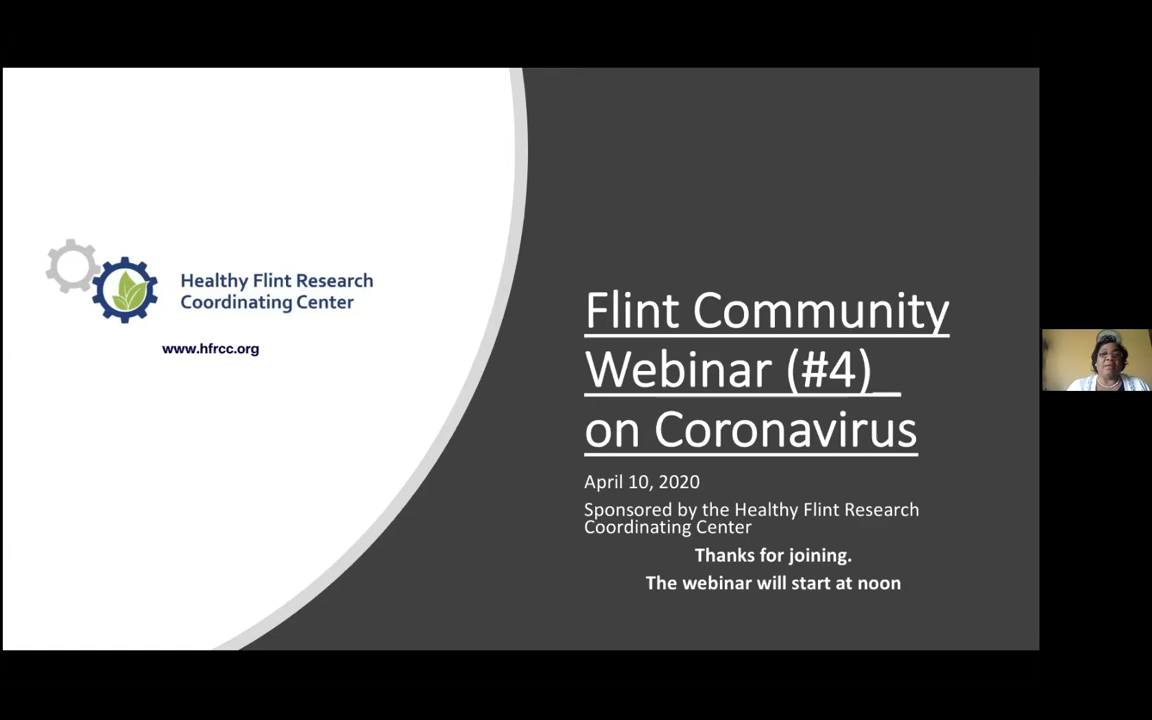 Healthy Flint Research
Coordinating Center
www.hfrcc.org
Flint Community
Webinar (#4)_
on Coronavirus
April 10, 2020
Sponsored by the Healthy Flint Research
Coordinating Center
Thanks for joining.
The webinar will start at noon